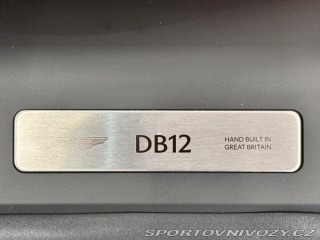 DB12
HAND BUILT IN
GREAT BRITAIN
SPORTOVNIVOZY.CZ